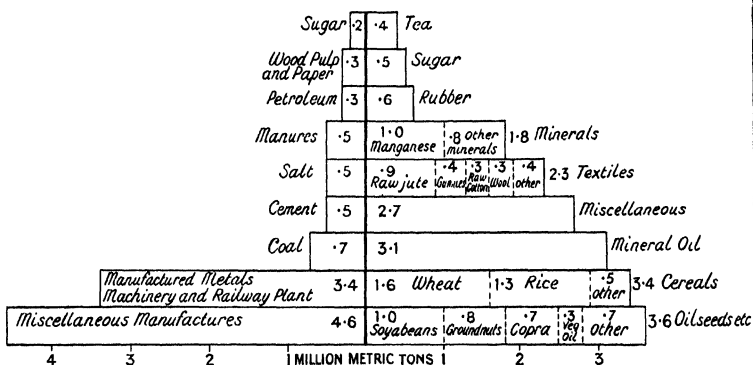 Sugar ·2 ·4 Tea
Wood Pulp and Paper ·3 ·5 Sugar
Petroleum ·3 ·6 Rubber
Manures ·5 1·0 Manganese ·8 other minerals 1·8 Minerals
Salt ·5 ·9 Raw jute ·4 Gunnies ·3 Raw Cotton ·3 Wool ·4 other 2·3 Textiles
Cement ·5 2·7 Miscellaneous
Coal ·7 3·1 Mineral Oil
Manufactured Metals
Machinery and Railway Plant 3·4 1·6 Wheat 1·3 Rice ·5 other 3·4 Cereals
Miscellaneous Manufactures 4·6 1·0 Soyabeans ·8 Groundnuts ·7 Copra ·3 Veg Oil ·7 Other 3·6 Oilseeds etc
4 3 2 1 MILLION METRIC TONS 1 2 3